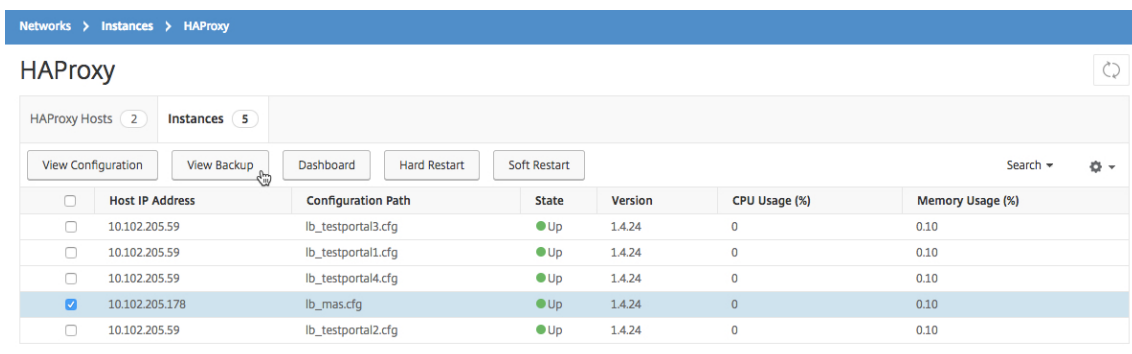 Networks > Instances > HAProxy
HAProxy
HAProxy Hosts 2 Instances 5
View Configuration View Backup Dashboard Hard Restart Soft Restart Search
Host IP Address Configuration Path State Version CPU Usage (%) Memory Usage (%)
10.102.205.59 lb_testportal3.cfg Up 1.4.24 0 0.10
10.102.205.59 lb_testportal1.cfg Up 1.4.24 0 0.10
10.102.205.59 lb_testportal4.cfg Up 1.4.24 0 0.10
10.102.205.178 lb_mas.cfg Up 1.4.24 0 0.10
10.102.205.59 lb_testportal2.cfg Up 1.4.24 0 0.10